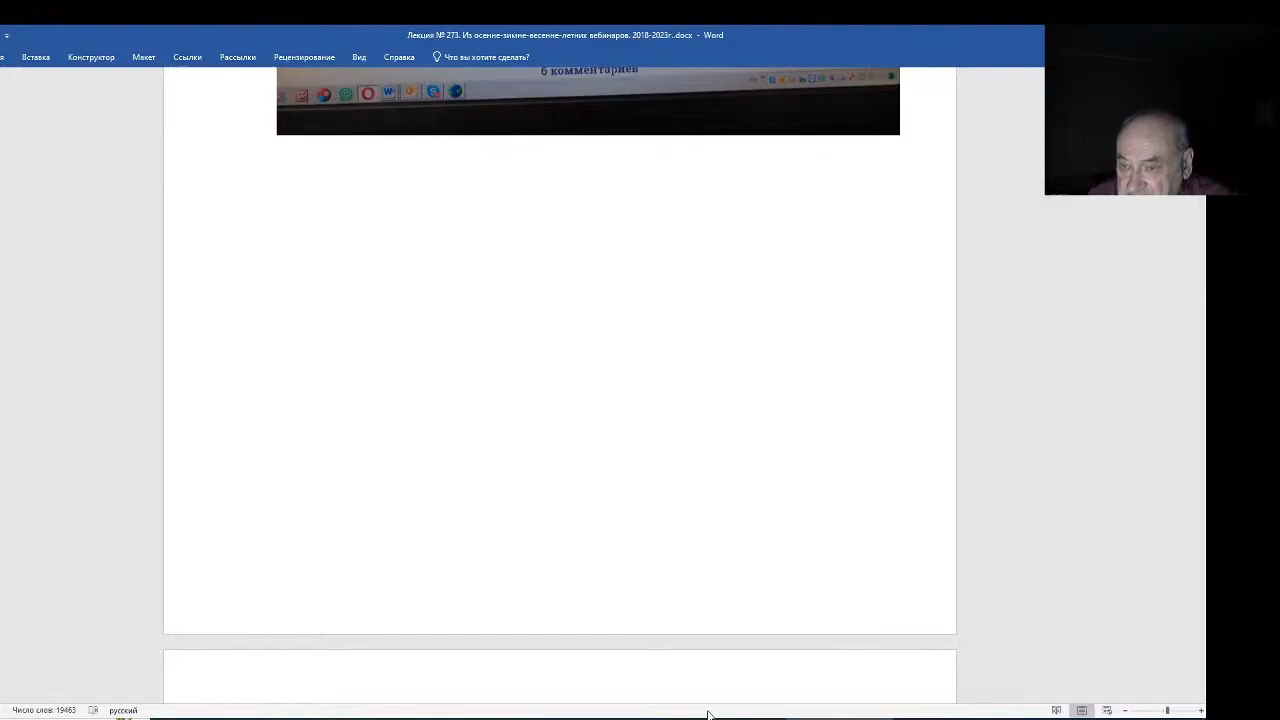 Лекция № 273. Из осенне-зимне-весенне-летних вебинаров. 2018-2023г..docx - Word
я Вставка Конструктор Макет Ссылки Рассылки Рецензирование Вид Справка Что вы хотите сделать?
6 комментариев
Число слов: 19463 русский